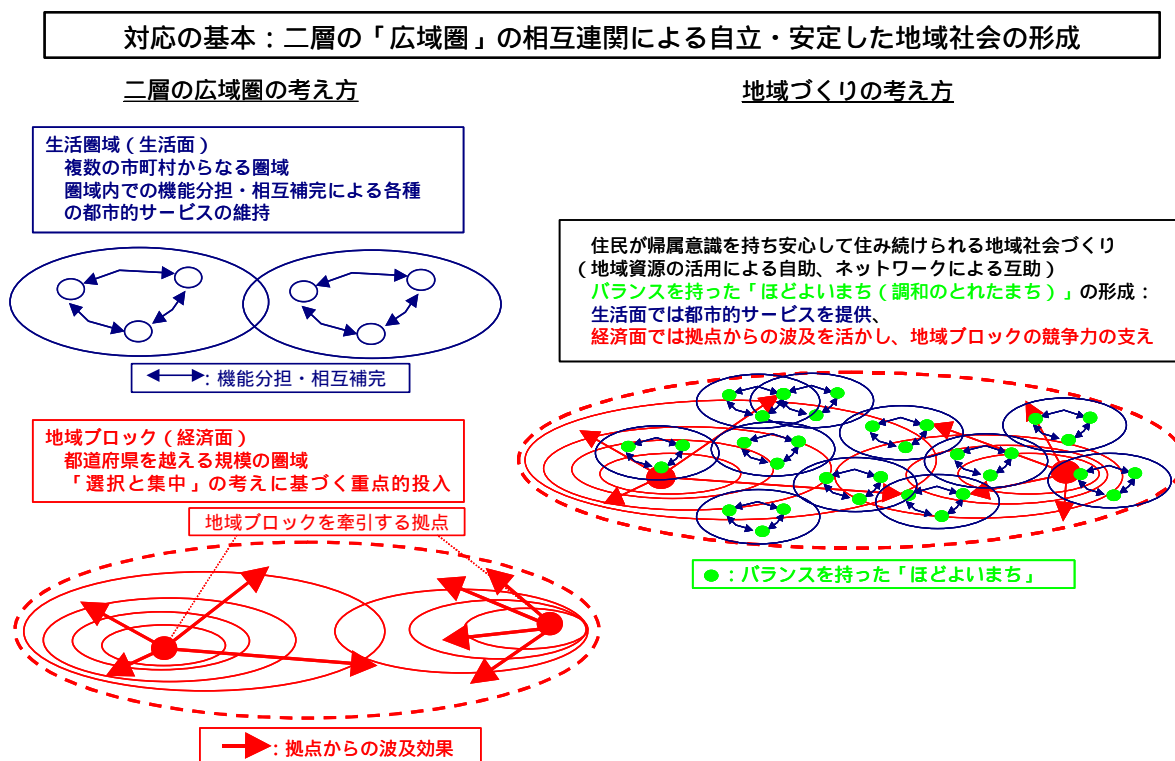 対応の基本：二層の「広域圏」の相互連関による自立・安定した地域社会の形成
二層の広域圏の考え方
生活圏域（生活面）
複数の市町村からなる圏域
圏域内での機能分担・相互補完による各種
の都市的サービスの維持
：機能分担・相互補完
地域ブロック（経済面）
都道府県を越える規模の圏域
「選択と集中」の考えに基づく重点的投入
地域ブロックを牽引する拠点
：拠点からの波及効果
地域づくりの考え方
住民が帰属意識を持ち安心して住み続けられる地域社会づくり
（地域資源の活用による自助、ネットワークによる互助）
バランスを持った「ほどよいまち（調和のとれたまち）」の形成：
生活面では都市的サービスを提供、
経済面では拠点からの波及を活かし、地域ブロックの競争力の支え
：バランスを持った「ほどよいまち」